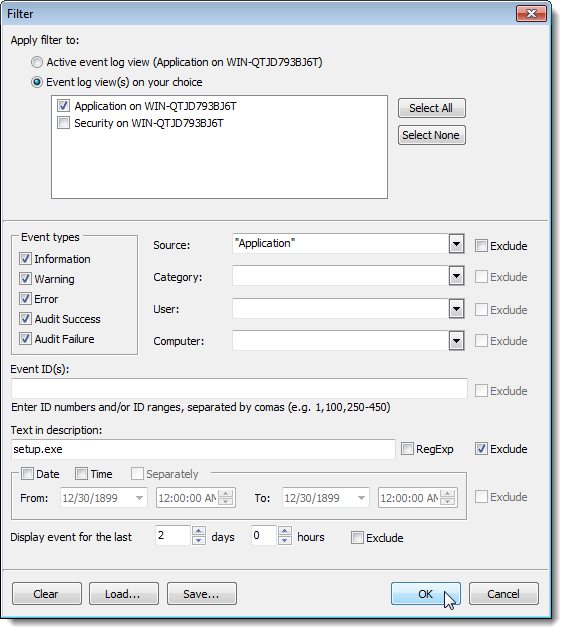 Filter
Apply filter to:
Active event log view (Application on WIN-QTJD793BJ6T)
Event log view(s) on your choice
Application on WIN-QTJD793BJ6T
Security on WIN-QTJD793BJ6T
Select All
Select None
Event types
Information
Warning
Error
Audit Success
Audit Failure
Source: "Application" Exclude
Category: Exclude
User: Exclude
Computer: Exclude
Event ID(s):
Exclude
Enter ID numbers and/or ID ranges, separated by comas (e.g. 1,100,250-450)
Text in description:
setup.exe RegExp Exclude
Date Time Separately
From: 12/30/1899 12:00:00 AM To: 12/30/1899 12:00:00 AM Exclude
Display event for the last 2 days 0 hours Exclude
Clear Load... Save... OK Cancel